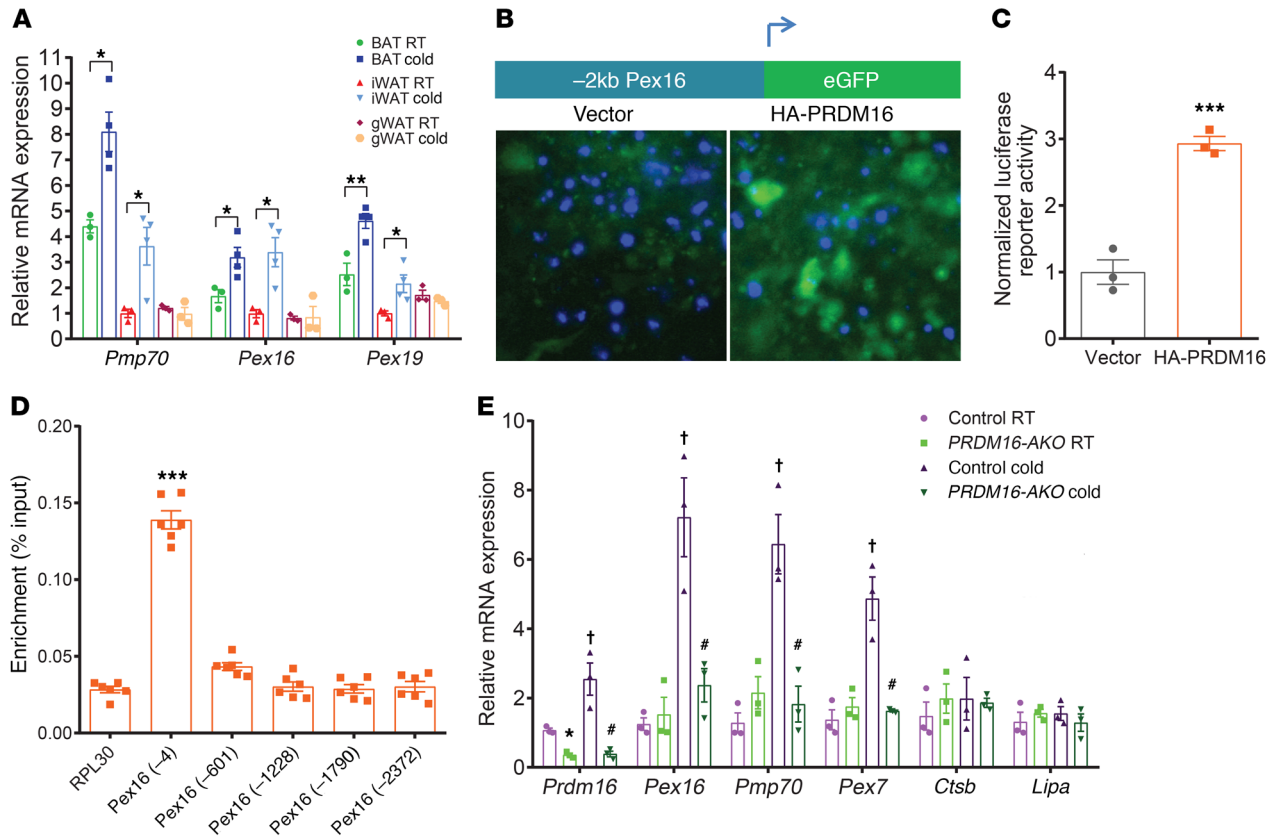 A
Relative mRNA expression
11
10
9
8
7
6
5
4
3
2
1
0
*
*
*
*
**
*
BAT RT
BAT cold
iWAT RT
iWAT cold
gWAT RT
gWAT cold
Pmp70
Pex16
Pex19
B
–2kb Pex16
eGFP
Vector
HA-PRDM16
C
Normalized luciferase
reporter activity
4
3
2
1
0
***
Vector
HA-PRDM16
D
Enrichment (% input)
0.20
0.15
0.10
0.05
0.00
***
RPL30
Pex16 (–4)
Pex16 (–601)
Pex16 (–1228)
Pex16 (–1790)
Pex16 (–2372)
E
Relative mRNA expression
10
8
6
4
2
0
Control RT
PRDM16-AKO RT
Control cold
PRDM16-AKO cold
*
†
#
†
#
†
#
†
#
Prdm16
Pex16
Pmp70
Pex7
Ctsb
Lipa